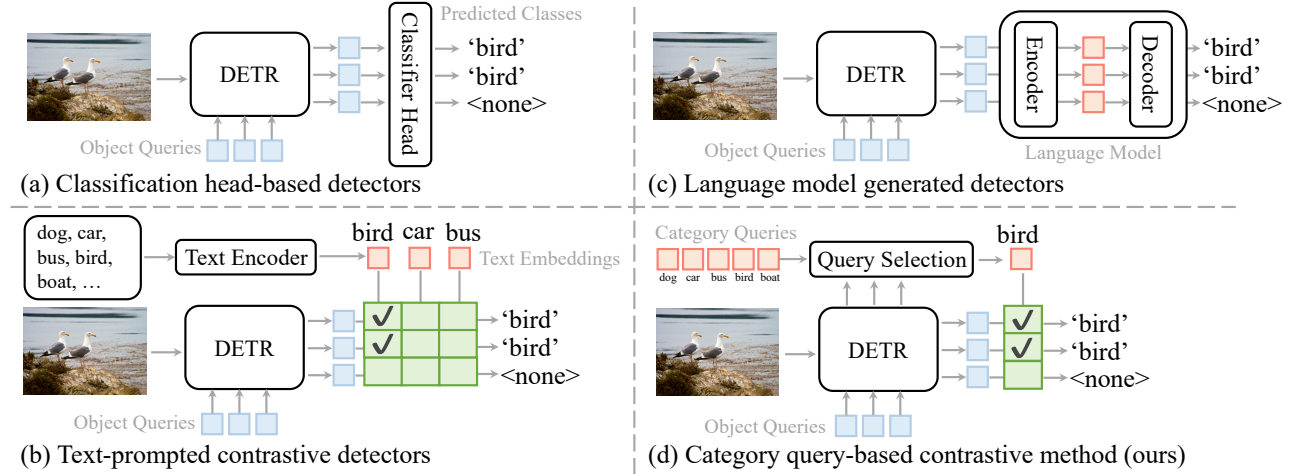 Predicted Classes
DETR
Classifier Head
‘bird’
‘bird’
<none>
Object Queries
(a) Classification head-based detectors
DETR
Encoder
Decoder
‘bird’
‘bird’
<none>
Object Queries
Language Model
(c) Language model generated detectors
dog, car,
bus, bird,
boat, …
Text Encoder
bird car bus
Text Embeddings
DETR
‘bird’
‘bird’
<none>
Object Queries
(b) Text-prompted contrastive detectors
Category Queries
dog car bus bird boat
Query Selection
bird
DETR
‘bird’
‘bird’
<none>
Object Queries
(d) Category query-based contrastive method (ours)